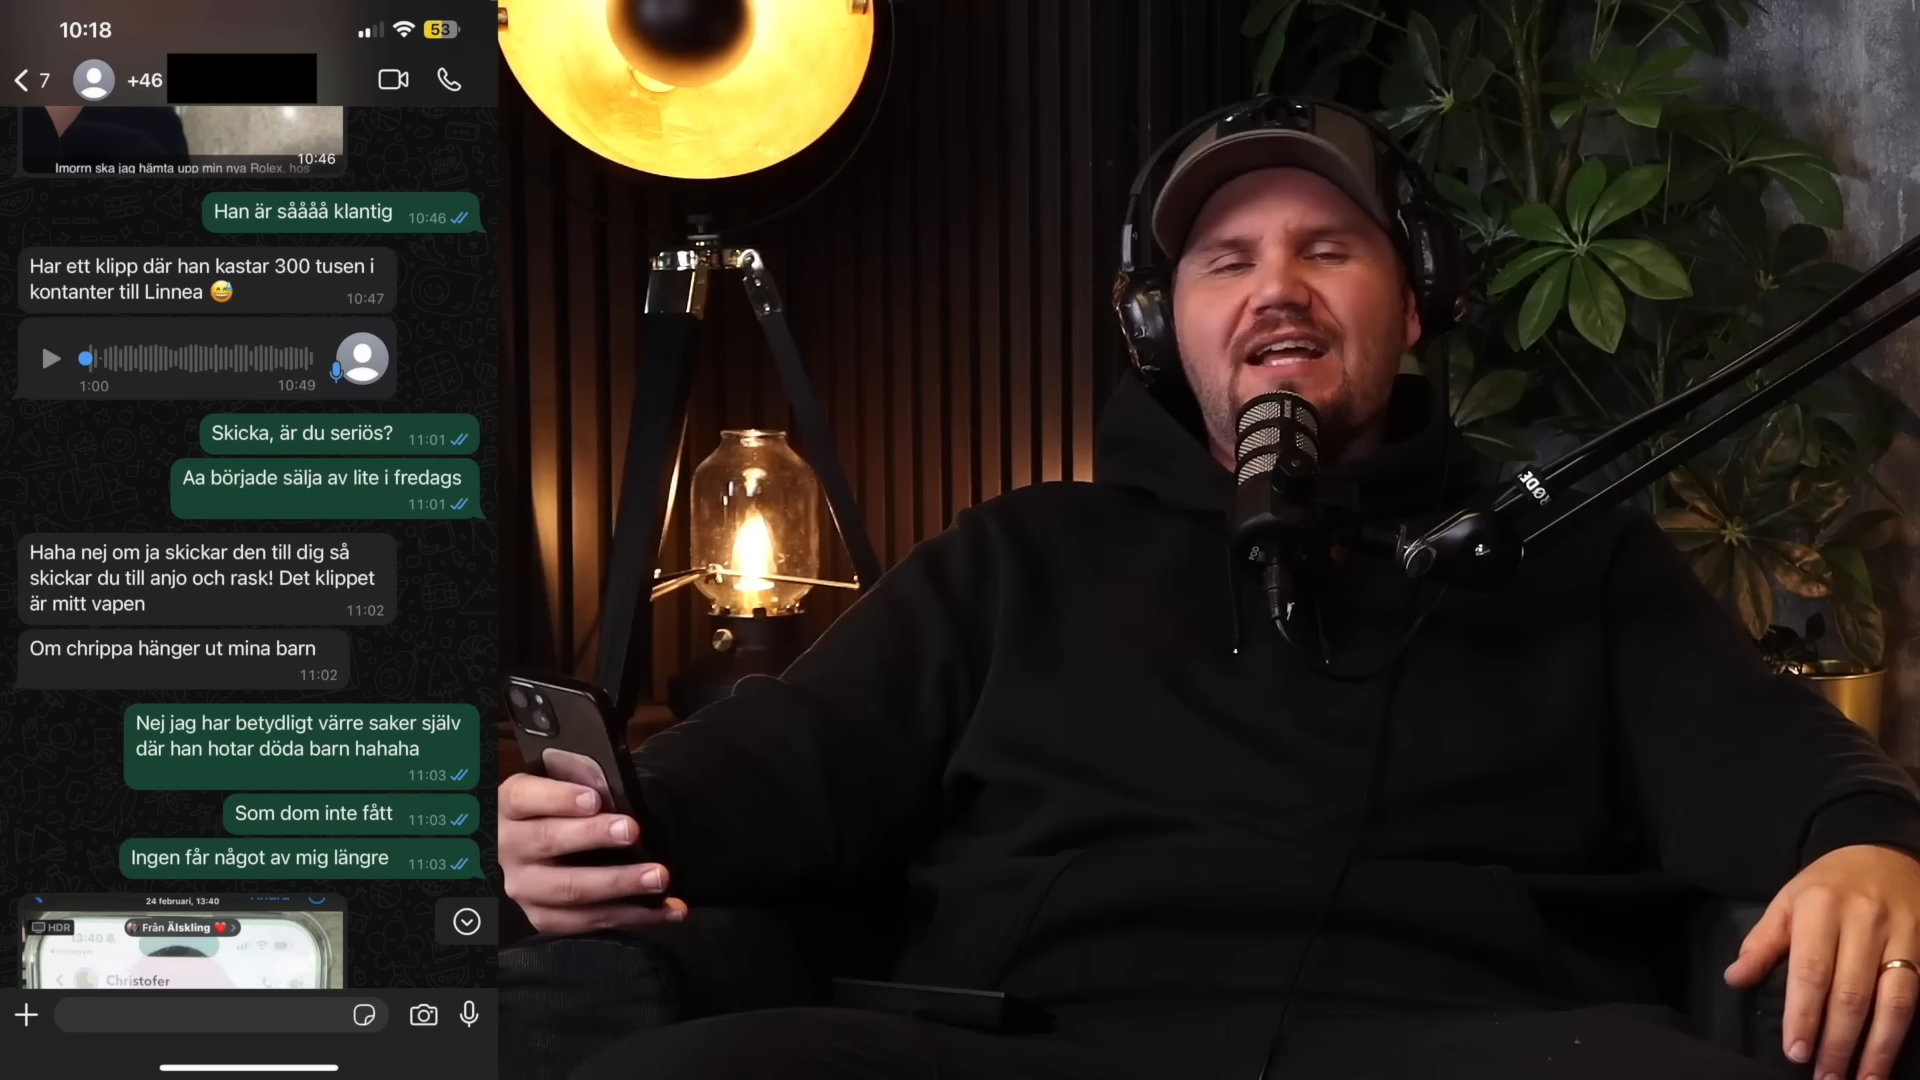 10:18
53
7
+46
10:46
Imorrn ska jag hämta upp min nya Rolex. hos
Han är såååå klantig
10:46
Har ett klipp där han kastar 300 tusen i
kontanter till Linnea 😅
10:47
1:00
10:49
Skicka, är du seriös?
11:01
Aa började sälja av lite i fredags
11:01
Haha nej om ja skickar den till dig så
skickar du till anjo och rask! Det klippet
är mitt vapen
11:02
Om chrippa hänger ut mina barn
11:02
Nej jag har betydligt värre saker själv
där han hotar döda barn hahaha
11:03
Som dom inte fått
11:03
Ingen får något av mig längre
11:03
24 februari, 13:40
HDR
Från Älskling ❤️
13:40
Christofer
RØDE